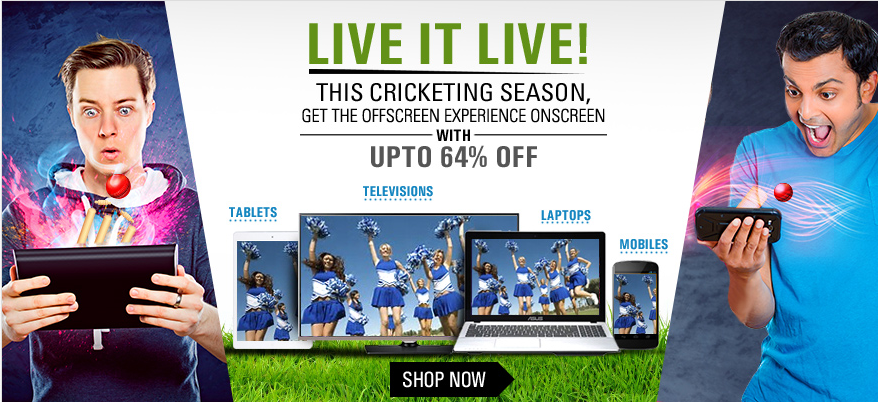 LIVE IT LIVE!
THIS CRICKETING SEASON,
GET THE OFFSCREEN EXPERIENCE ONSCREEN
WITH
UPTO 64% OFF
TELEVISIONS
TABLETS
LAPTOPS
MOBILES
ASUS
SHOP NOW